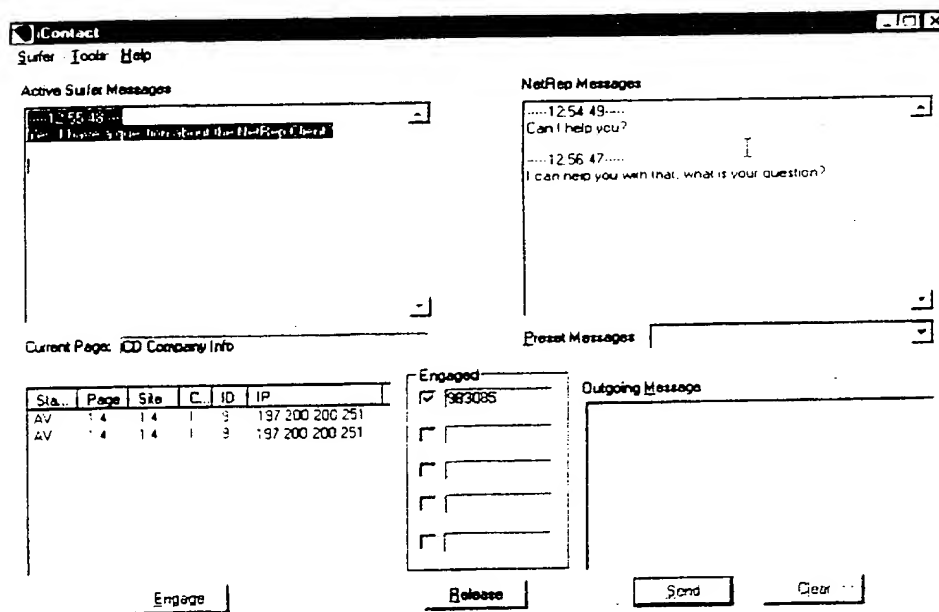 iContact
Surfer Tools Help
Active Surfer Messages
----12:55:48----
I have a question about the NetRep Client
NetRep Messages
-----12:54:49-----
Can I help you?
-----12:56:47-----
I can help you with that, what is your question?
Current Page: iCD Company Info
Preset Messages
Sta... Page Site C... ID IP
AV 1 4 1 4 1 9 197 200 200 251
AV 1 4 1 4 1 9 197 200 200 251
Engaged
983085
Outgoing Message
Engage
Release
Send
Clear